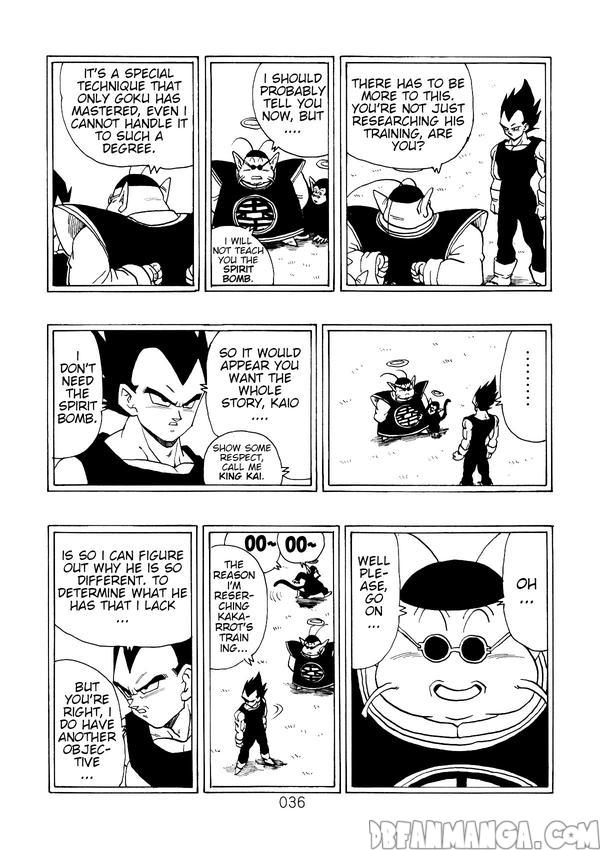 THERE HAS TO BE
MORE TO THIS.
YOU'RE NOT JUST
RESEARCHING HIS
TRAINING, ARE
YOU?
I SHOULD
PROBABLY
TELL YOU
NOW, BUT
....
I WILL
NOT TEACH
YOU THE
SPIRIT
BOMB.
IT'S A SPECIAL
TECHNIQUE THAT
ONLY GOKU HAS
MASTERED, EVEN I
CANNOT HANDLE IT
TO SUCH A
DEGREE.
.........
SO IT WOULD
APPEAR YOU
WANT THE
WHOLE
STORY, KAIO
....
SHOW SOME
RESPECT,
CALL ME
KING KAI.
I
DON'T
NEED
THE
SPIRIT
BOMB.
OH
...
WELL
PLEA-
SE,
GO
ON
...
OO~ OO~
THE
REASON
I'M
RESER-
CHING
KAKA-
RROT'S
TRAIN-
ING...
IS SO I CAN FIGURE
OUT WHY HE IS SO
DIFFERENT. TO
DETERMINE WHAT HE
HAS THAT I LACK
...
BUT
YOU'RE
RIGHT, I
DO HAVE
ANOTHER
OBJEC-
TIVE
...
036
DBFANMANGA.COM